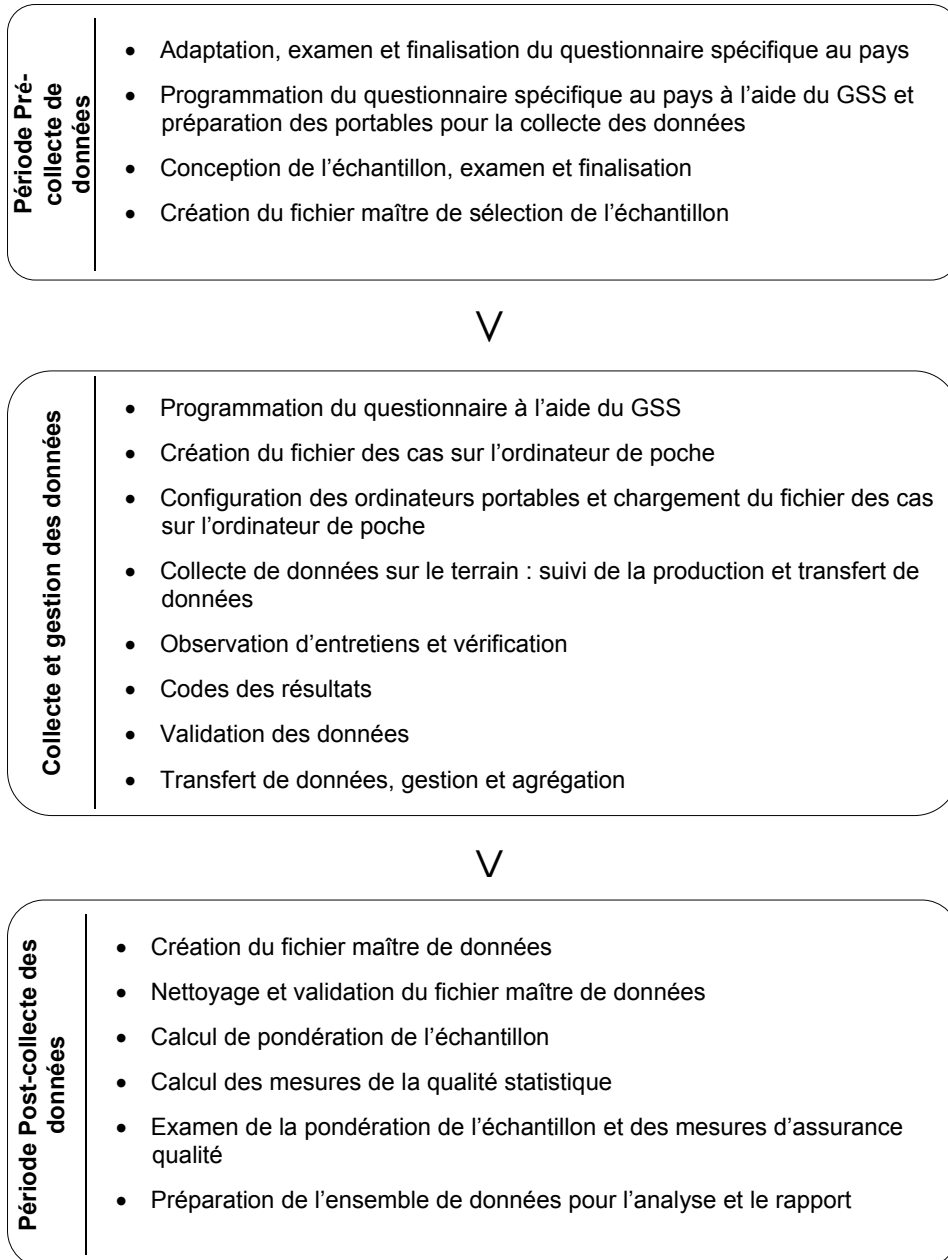 Période Pré-
collecte de
données
• Adaptation, examen et finalisation du questionnaire spécifique au pays
• Programmation du questionnaire spécifique au pays à l’aide du GSS et
préparation des portables pour la collecte des données
• Conception de l’échantillon, examen et finalisation
• Création du fichier maître de sélection de l’échantillon
Collecte et gestion des données
• Programmation du questionnaire à l’aide du GSS
• Création du fichier des cas sur l’ordinateur de poche
• Configuration des ordinateurs portables et chargement du fichier des cas
sur l’ordinateur de poche
• Collecte de données sur le terrain : suivi de la production et transfert de
données
• Observation d’entretiens et vérification
• Codes des résultats
• Validation des données
• Transfert de données, gestion et agrégation
Période Post-collecte des
données
• Création du fichier maître de données
• Nettoyage et validation du fichier maître de données
• Calcul de pondération de l’échantillon
• Calcul des mesures de la qualité statistique
• Examen de la pondération de l’échantillon et des mesures d’assurance
qualité
• Préparation de l’ensemble de données pour l’analyse et le rapport